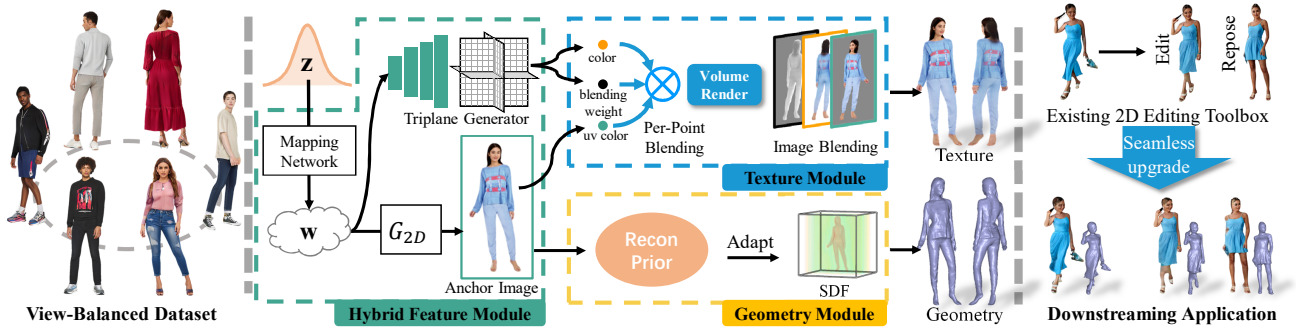 View-Balanced Dataset
z
Mapping
Network
w
G2D
Triplane Generator
Anchor Image
Hybrid Feature Module
color
blending
weight
uv color
Per-Point
Blending
Volume
Render
Image Blending
Texture Module
Recon
Prior
Adapt
SDF
Geometry Module
Texture
Geometry
Edit
Repose
Existing 2D Editing Toolbox
Seamless
upgrade
Downstreaming Application